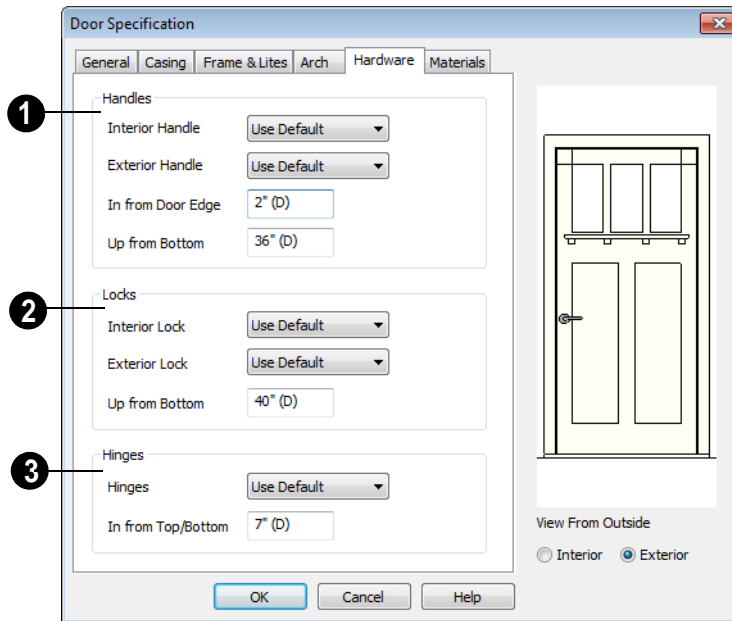 Door Specification
General Casing Frame & Lites Arch Hardware Materials
1
Handles
Interior Handle Use Default
Exterior Handle Use Default
In from Door Edge 2" (D)
Up from Bottom 36" (D)
2
Locks
Interior Lock Use Default
Exterior Lock Use Default
Up from Bottom 40" (D)
3
Hinges
Hinges Use Default
In from Top/Bottom 7" (D)
View From Outside
Interior Exterior
OK Cancel Help